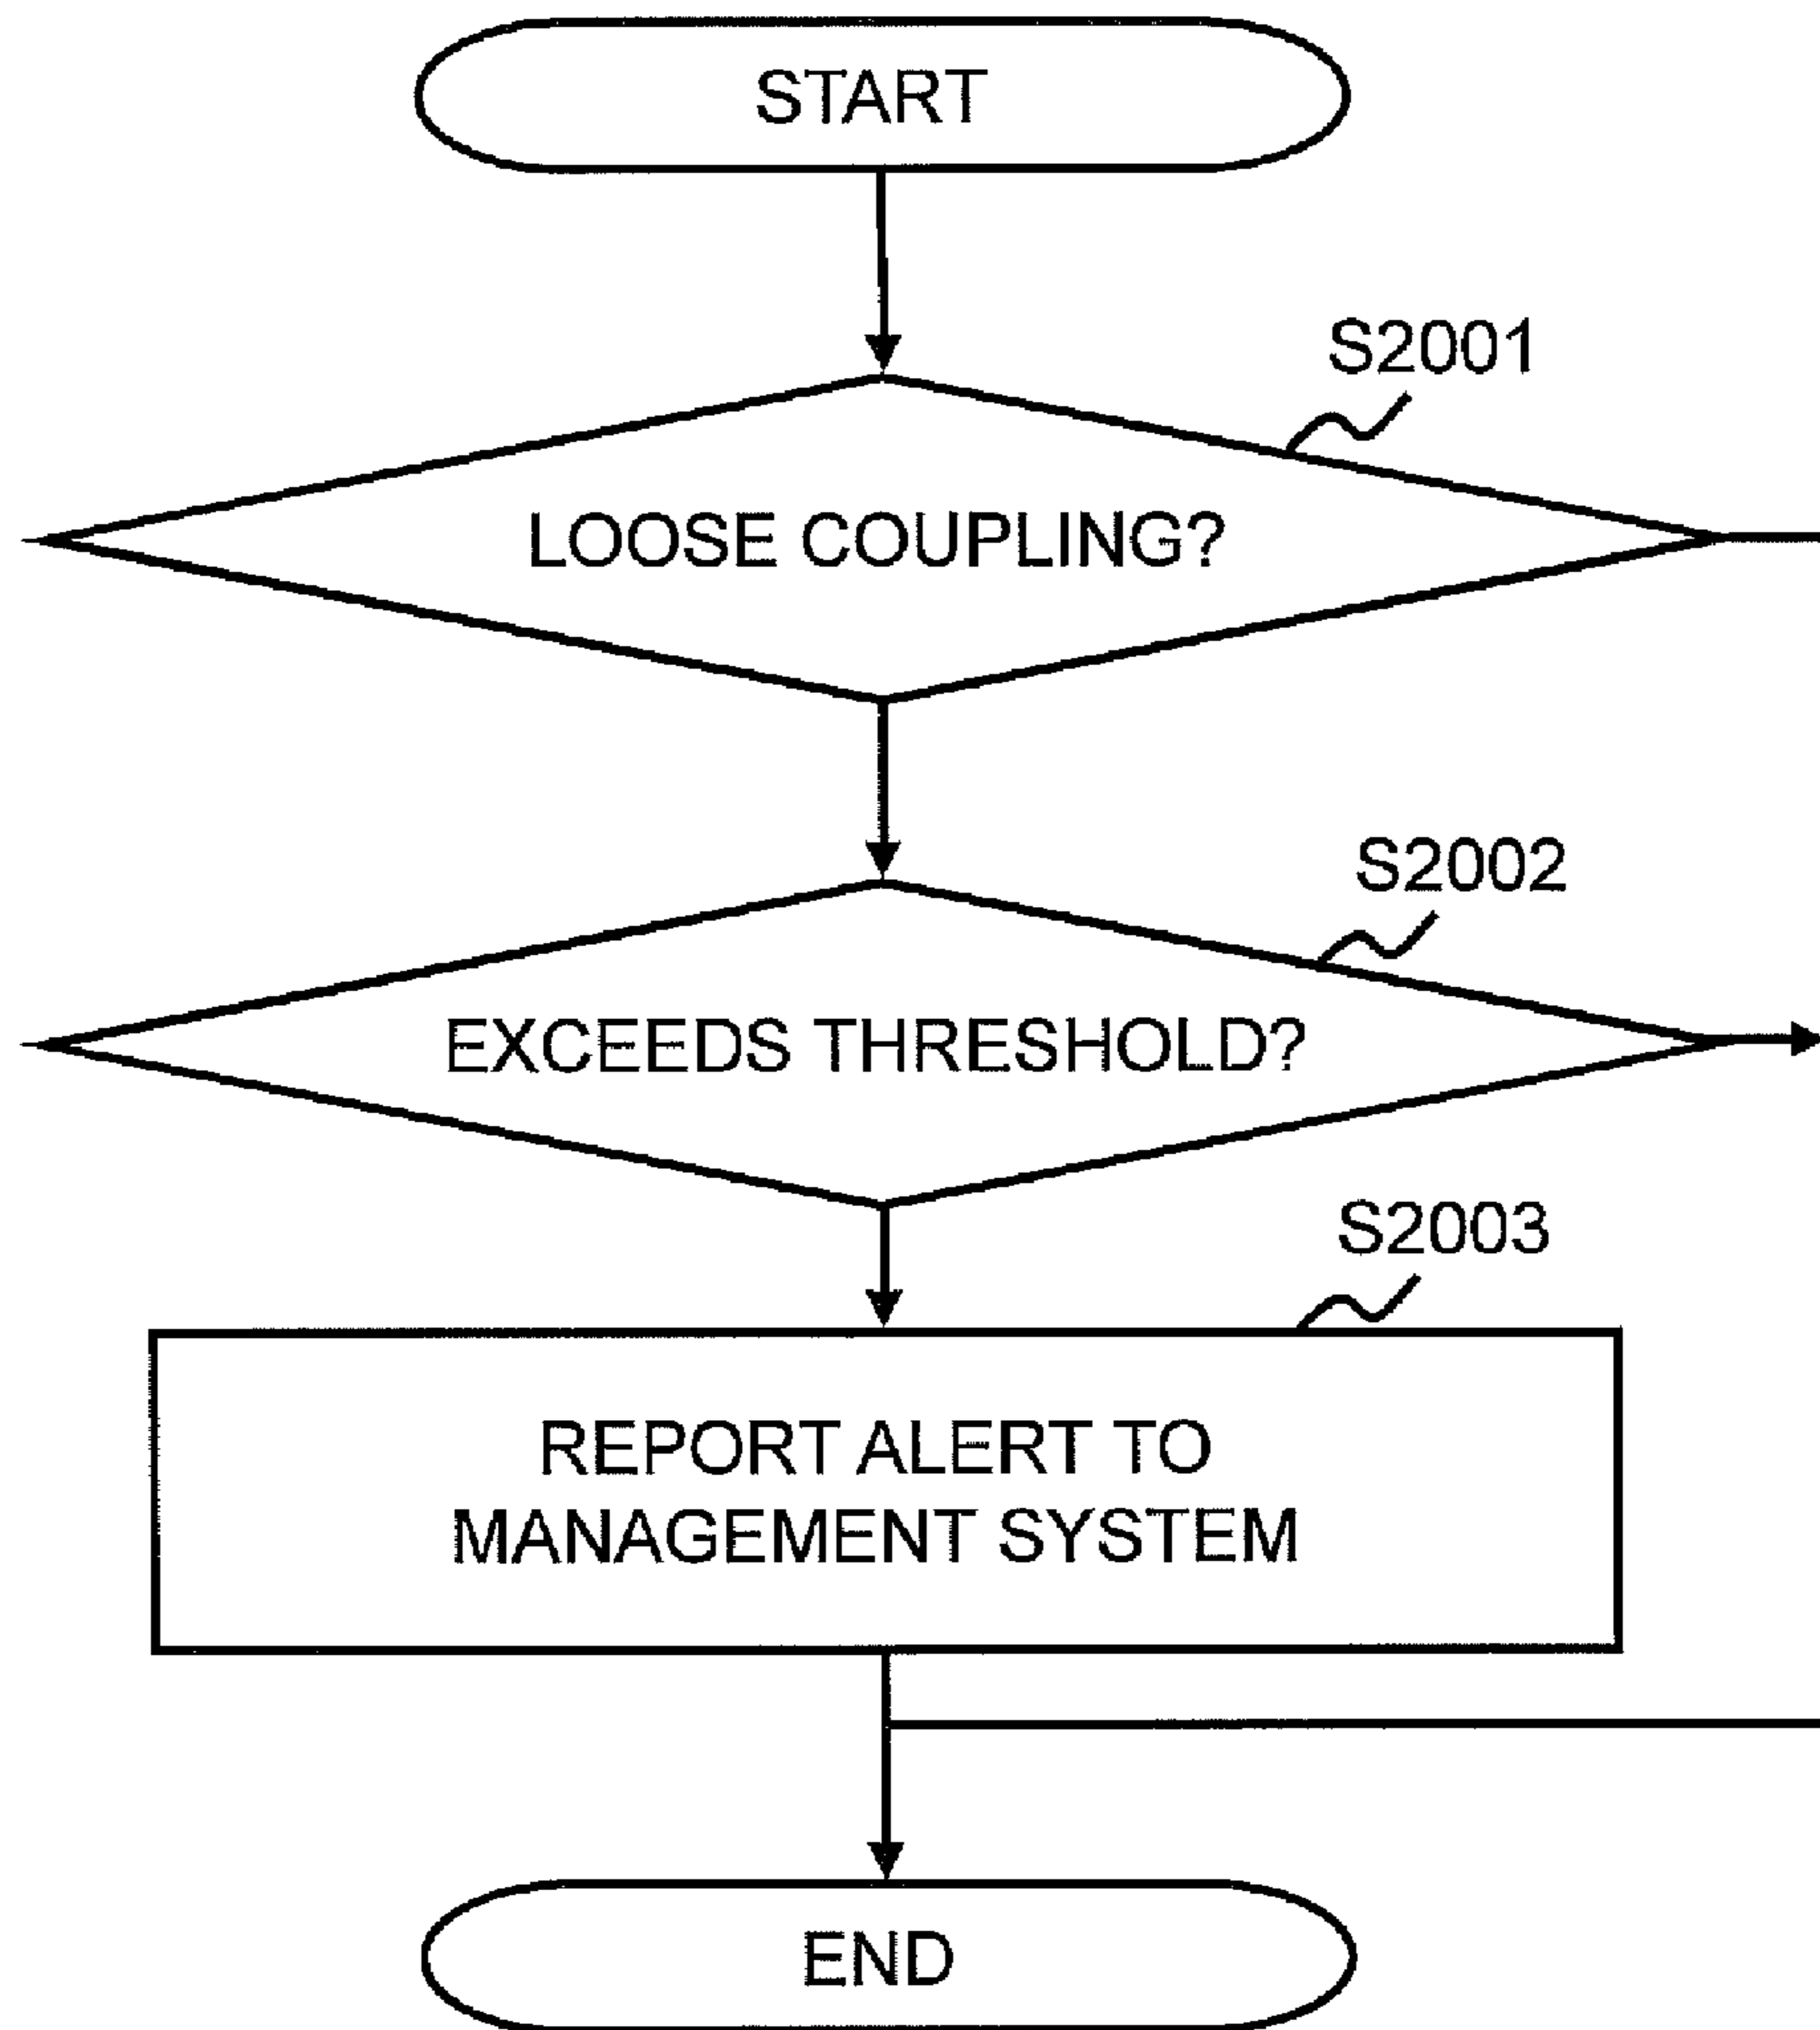 START
S2001
LOOSE COUPLING?
S2002
EXCEEDS THRESHOLD?
S2003
REPORT ALERT TO
MANAGEMENT SYSTEM
END